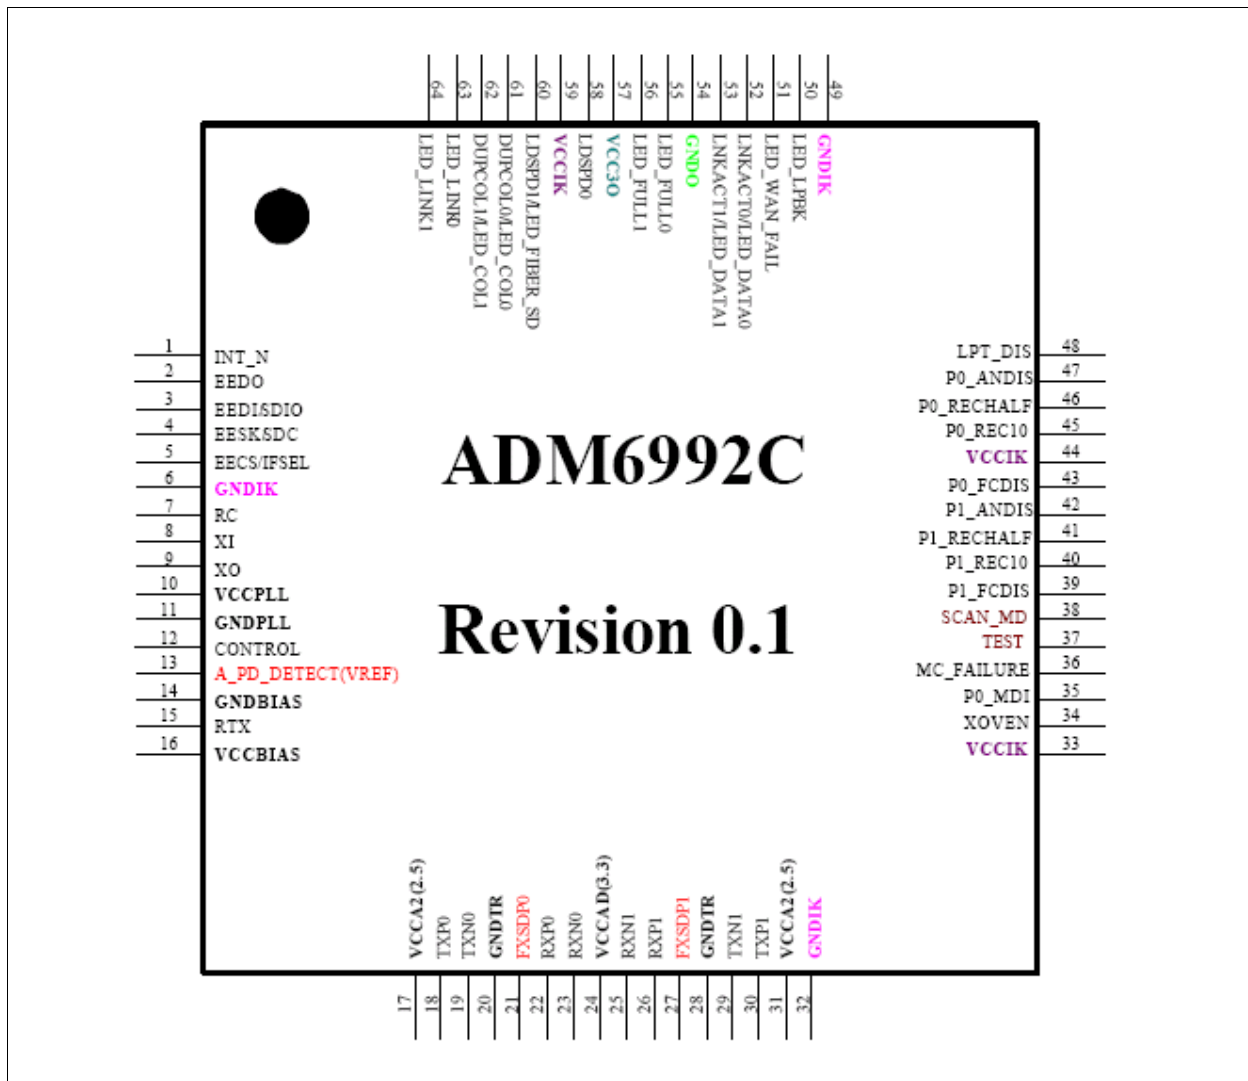 64
63
62
61
60
59
58
57
56
55
54
53
52
51
50
49
LED_LINK1
LED_LINK0
DUPCOL1/LED_COL1
DUPCOL0/LED_COL0
LDSPD1/LED_FIBER_SD
VCCIK
LDSPD0
VCC3O
LED_FULL1
LED_FULL0
GNDO
LNKACT1/LED_DATA1
LNKACT0/LED_DATA0
LED_WAN_FAIL
LED_LPBK
GNDIK
1 INT_N
2 EEDO
3 EEDI/SDIO
4 EESK/SDC
5 EECS/IFSEL
6 GNDIK
7 RC
8 XI
9 XO
10 VCCPLL
11 GNDPLL
12 CONTROL
13 A_PD_DETECT(VREF)
14 GNDBIAS
15 RTX
16 VCCBIAS
ADM6992C
Revision 0.1
LPT_DIS 48
P0_ANDIS 47
P0_RECHALF 46
P0_REC10 45
VCCIK 44
P0_FCDIS 43
P1_ANDIS 42
P1_RECHALF 41
P1_REC10 40
P1_FCDIS 39
SCAN_MD 38
TEST 37
MC_FAILURE 36
P0_MDI 35
XOVEN 34
VCCIK 33
VCCA2(2.5)
TXP0
TXN0
GNDTR
FXSDP0
RXP0
RXN0
VCCAD(3.3)
RXN1
RXP1
FXSDP1
GNDTR
TXN1
TXP1
VCCA2(2.5)
GNDIK
17
18
19
20
21
22
23
24
25
26
27
28
29
30
31
32